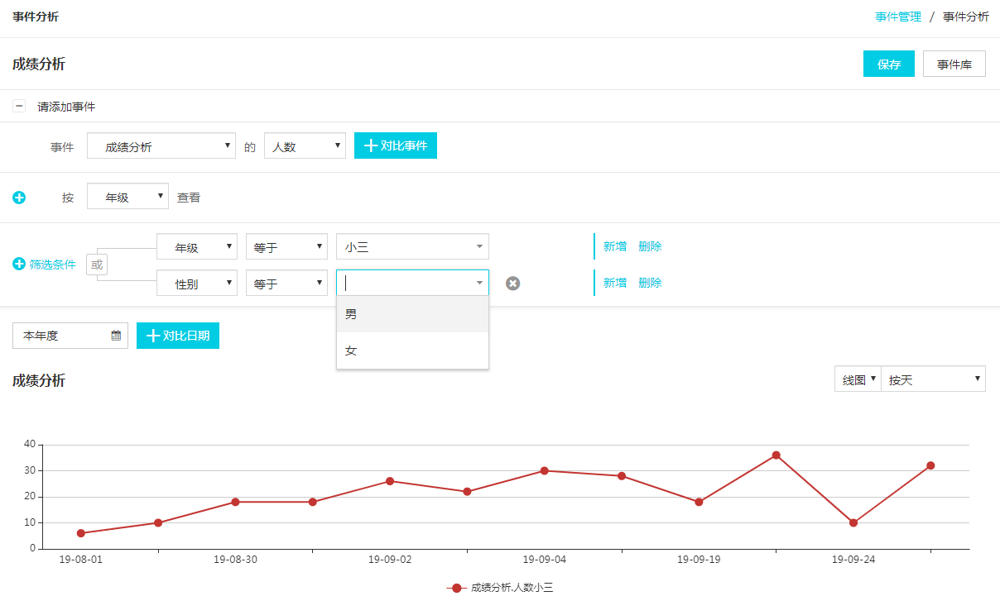 事件分析 事件管理 / 事件分析
成绩分析 保存 事件库
请添加事件
事件 成绩分析 的 人数 对比事件
按 年级 查看
年级 等于 小三 新增 删除
筛选条件 或
性别 等于 新增 删除
男
女
本年度 对比日期
成绩分析 线图 按天
40
30
20
10
0
19-08-01 19-08-30 19-09-02 19-09-04 19-09-19 19-09-24
成绩分析.人数小三